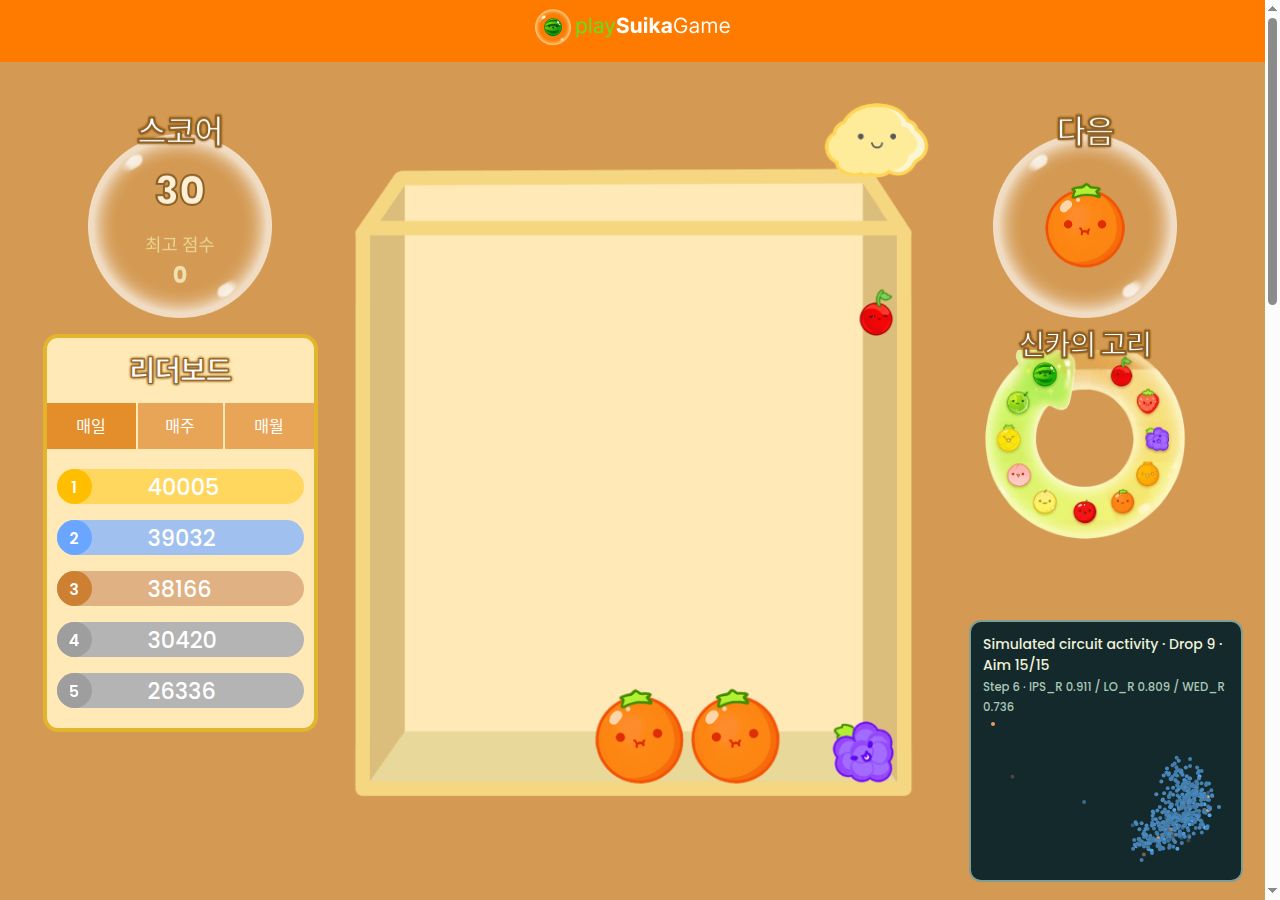 playSuikaGame
스코어
30
최고 점수
0
리더보드
매일
매주
매월
1 40005
2 39032
3 38166
4 30420
5 26336
다음
신카의 고리
Simulated circuit activity · Drop 9 ·
Aim 15/15
Step 6 · IPS_R 0.911 / LO_R 0.809 / WED_R
0.736